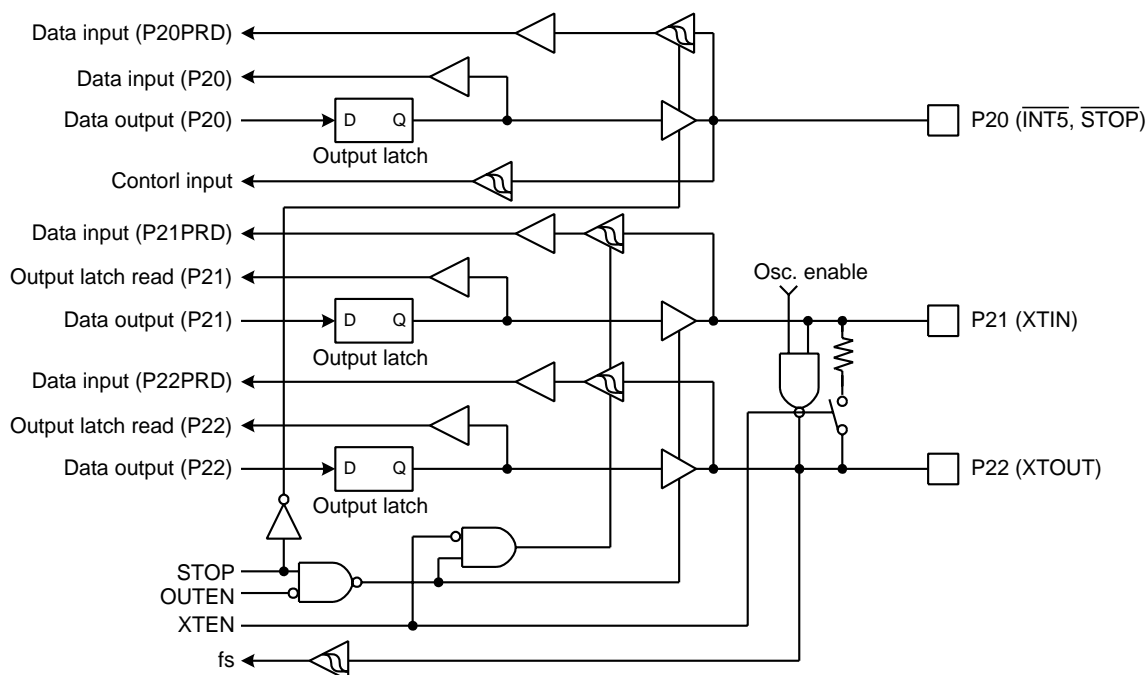 Data input (P20PRD)
Data input (P20)
Data output (P20)
D Q
Output latch
P20 (INT5, STOP)
Contorl input
Data input (P21PRD)
Output latch read (P21)
Osc. enable
Data output (P21)
D Q
Output latch
P21 (XTIN)
Data input (P22PRD)
Output latch read (P22)
Data output (P22)
D Q
Output latch
P22 (XTOUT)
STOP
OUTEN
XTEN
fs